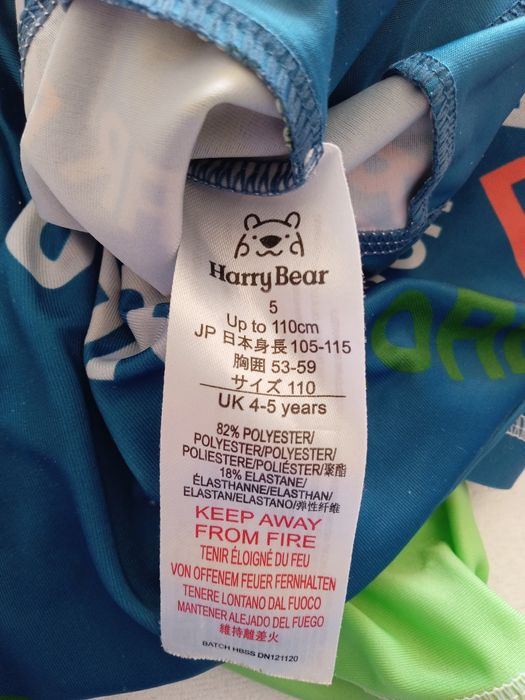 Harry Bear
5
Up to 110cm
JP 日本身長 105-115
胸囲 53-59
サイズ 110
UK 4-5 years
82% POLYESTER/
POLYESTER/POLYESTER/
POLIESTERE/POLIÉSTER/聚酯
18% ELASTANE/
ÉLASTHANNE/ELASTHAN/
ELASTAN/ELASTANO/弹性纤维
KEEP AWAY
FROM FIRE
TENIR ÉLOIGNÉ DU FEU
VON OFFENEM FEUER FERNHALTEN
TENERE LONTANO DAL FUOCO
MANTENER ALEJADO DEL FUEGO
維持離差火
BATCH HBSS DN121120